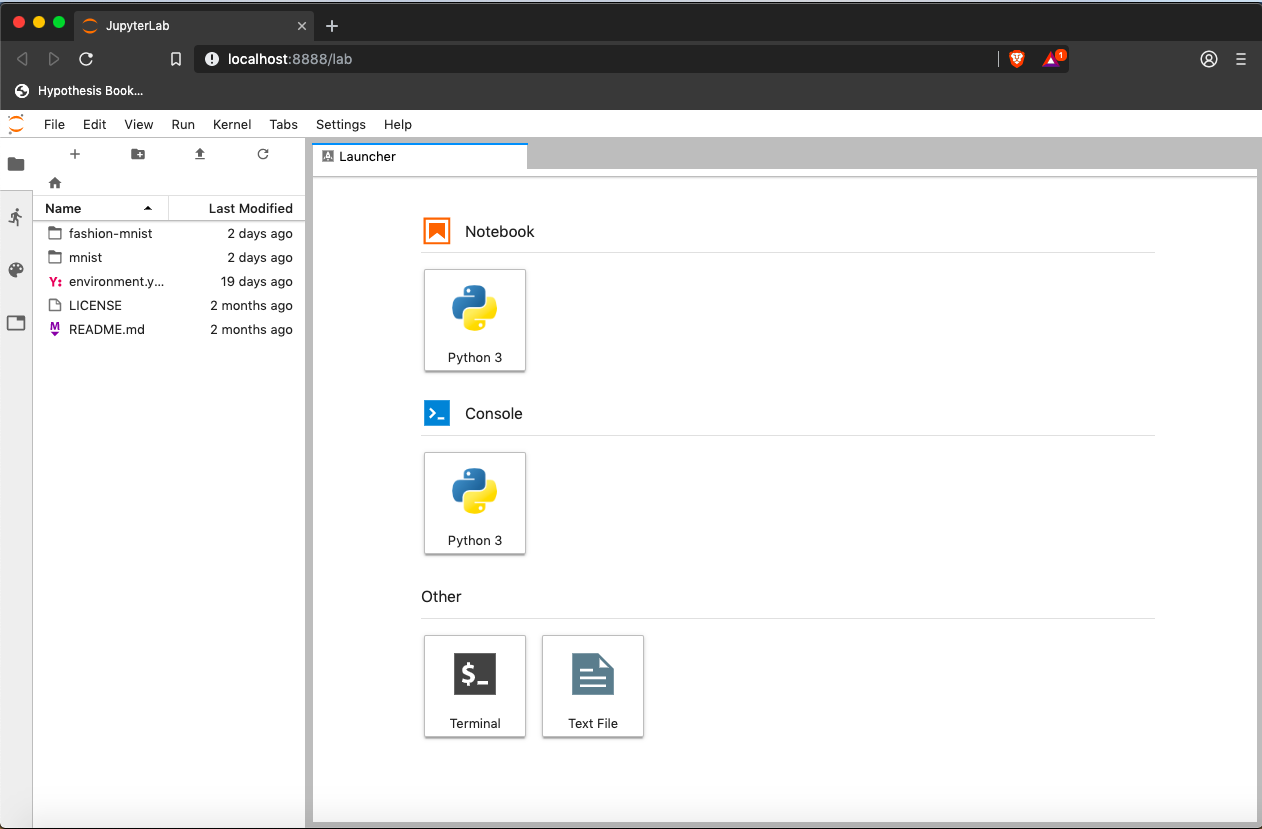 JupyterLab
localhost:8888/lab
1
Hypothesis Book...
File Edit View Run Kernel Tabs Settings Help
Launcher
Name Last Modified
fashion-mnist 2 days ago
mnist 2 days ago
Y: environment.y... 19 days ago
LICENSE 2 months ago
M README.md 2 months ago
Notebook
Python 3
Console
Python 3
Other
$_
Terminal Text File